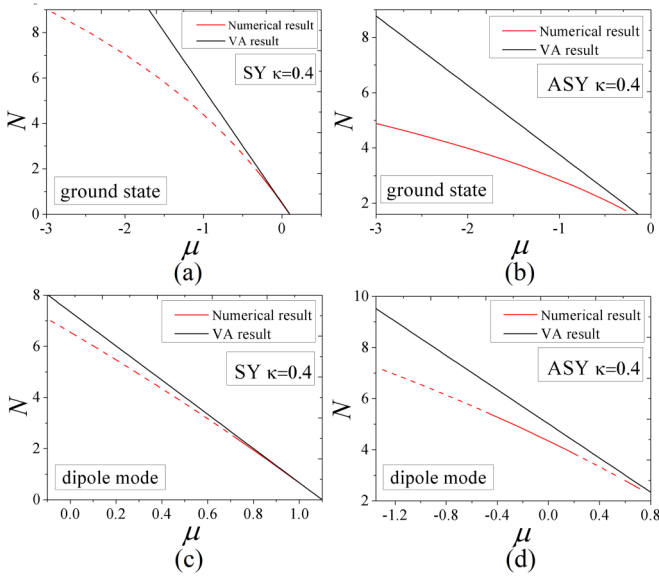 8
6
4
2
0
N
Numerical result
VA result
SY κ=0.4
ground state
-3
-2
-1
0
μ
(a)
8
6
4
2
N
Numerical result
VA result
ASY κ=0.4
ground state
-3
-2
-1
0
μ
(b)
8
6
4
2
0
N
Numerical result
VA result
SY κ=0.4
dipole mode
0.0
0.2
0.4
0.6
0.8
1.0
μ
(c)
10
8
6
4
2
N
Numerical result
VA result
ASY κ=0.4
dipole mode
-1.2
-0.8
-0.4
0.0
0.4
0.8
μ
(d)